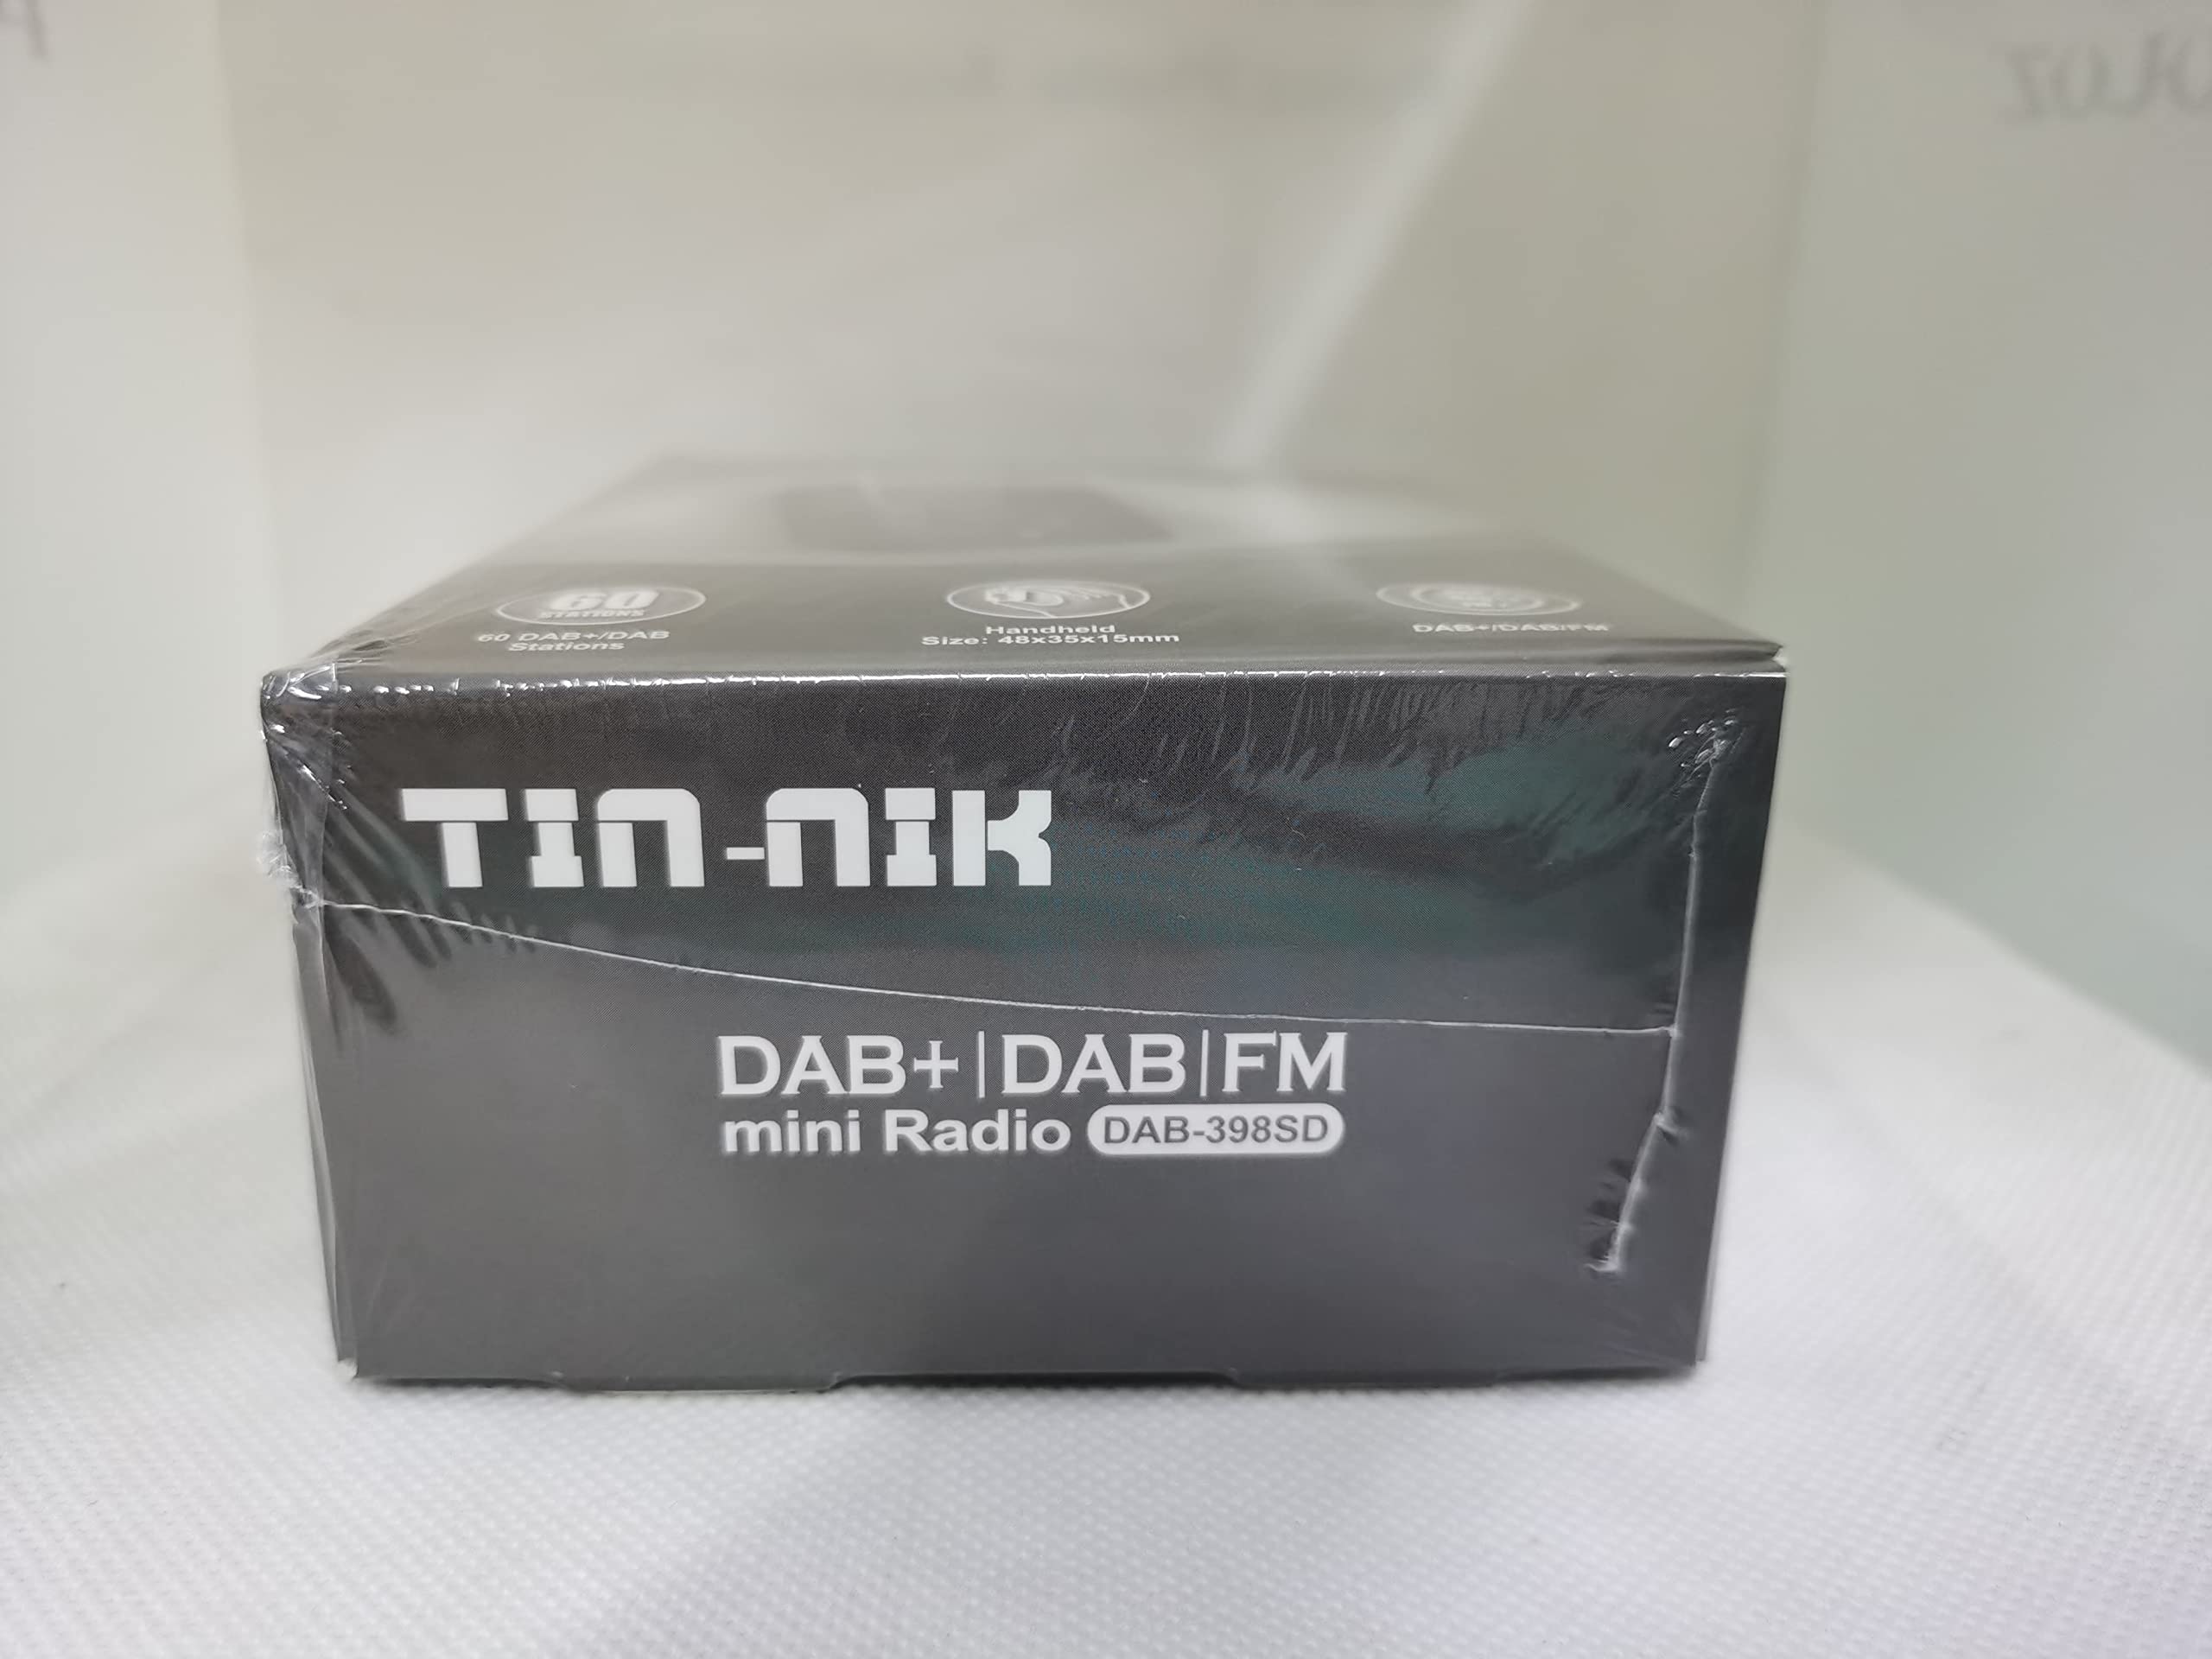 60
STATIONS
60 DAB+/DAB
Stations
Handheld
Size: 48x35x15mm
DAB+/DAB/FM
TIN-NIK
DAB+|DAB|FM
mini Radio DAB-398SD